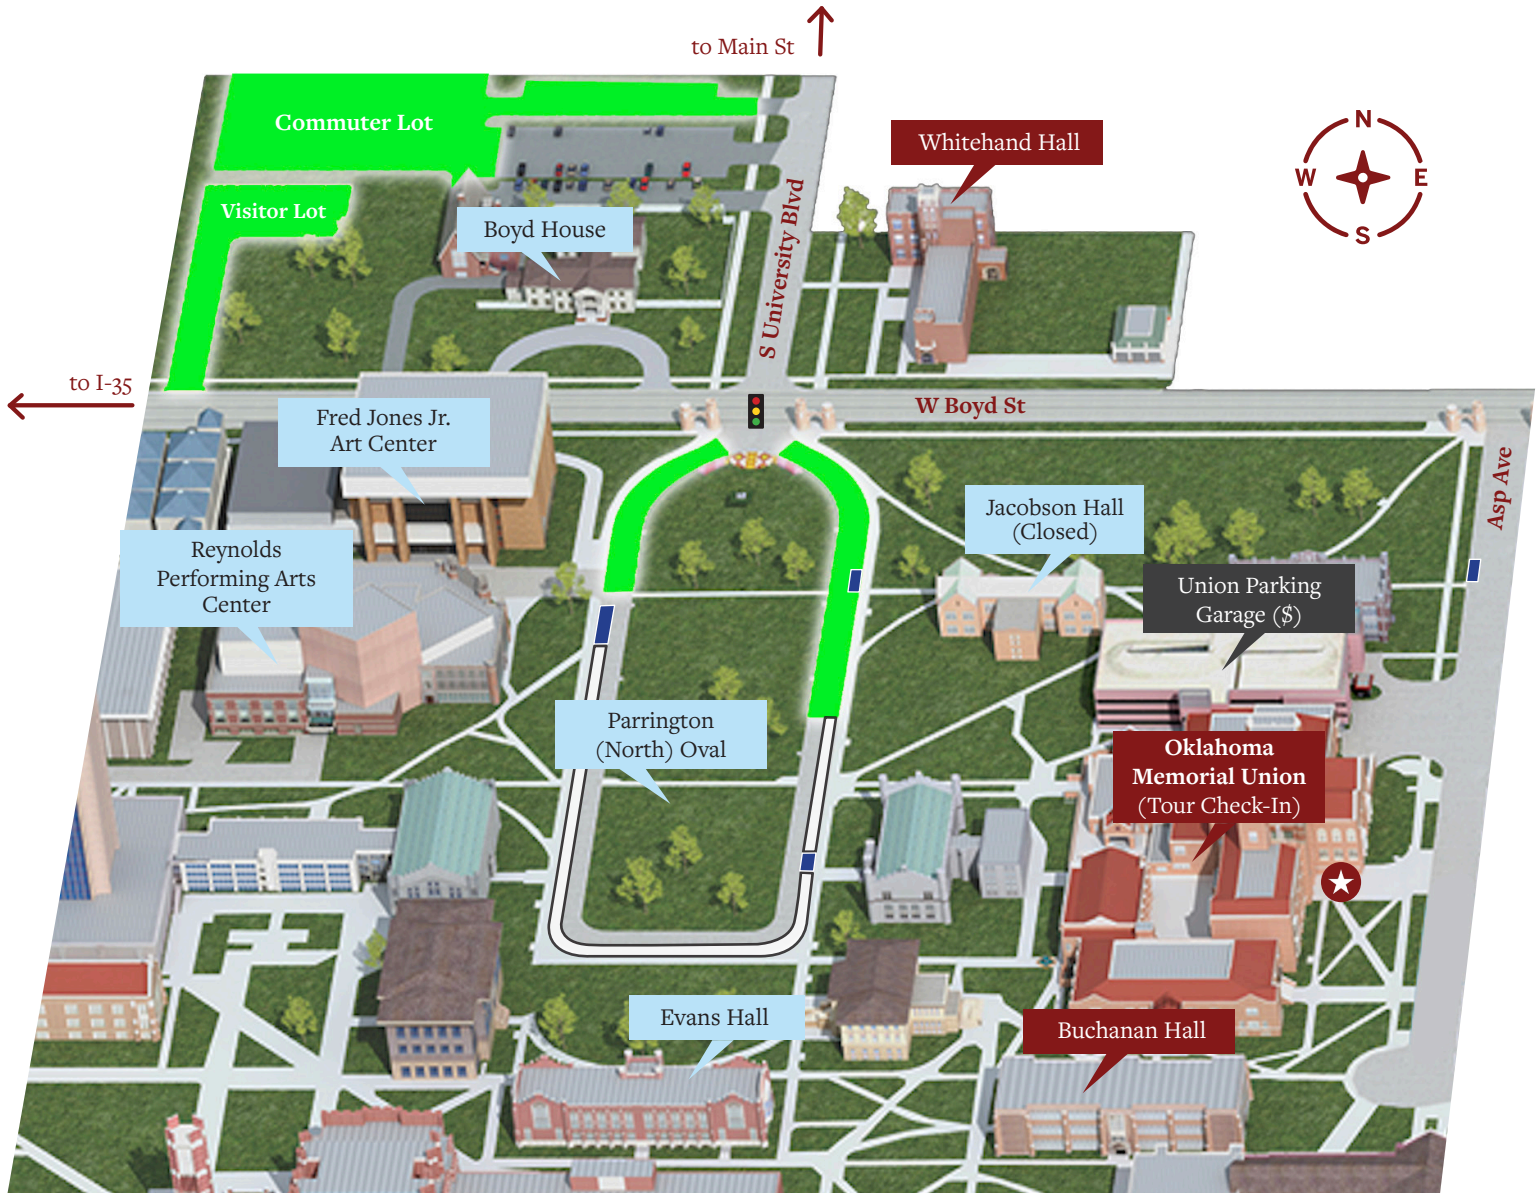 to Main St
Commuter Lot
Whitehand Hall
N
W
E
S
Visitor Lot
Boyd House
S University Blvd
to I-35
Fred Jones Jr.
Art Center
W Boyd St
Asp Ave
Jacobson Hall
(Closed)
Reynolds
Performing Arts
Center
Union Parking
Garage ($)
Parrington
(North) Oval
Oklahoma
Memorial Union
(Tour Check-In)
Evans Hall
Buchanan Hall